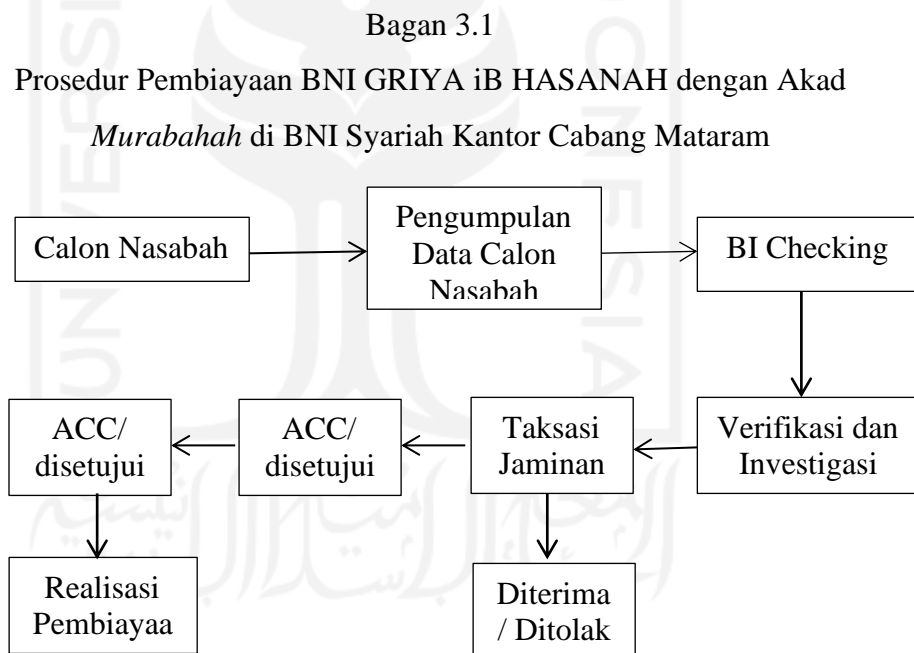 Bagan 3.1
Prosedur Pembiayaan BNI GRIYA iB HASANAH dengan Akad
Murabahah di BNI Syariah Kantor Cabang Mataram
Calon Nasabah
Pengumpulan
Data Calon
Nasabah
BI Checking
Verifikasi dan
Investigasi
Taksasi
Jaminan
ACC/
disetujui
ACC/
disetujui
Realisasi
Pembiayaa
Diterima
/ Ditolak